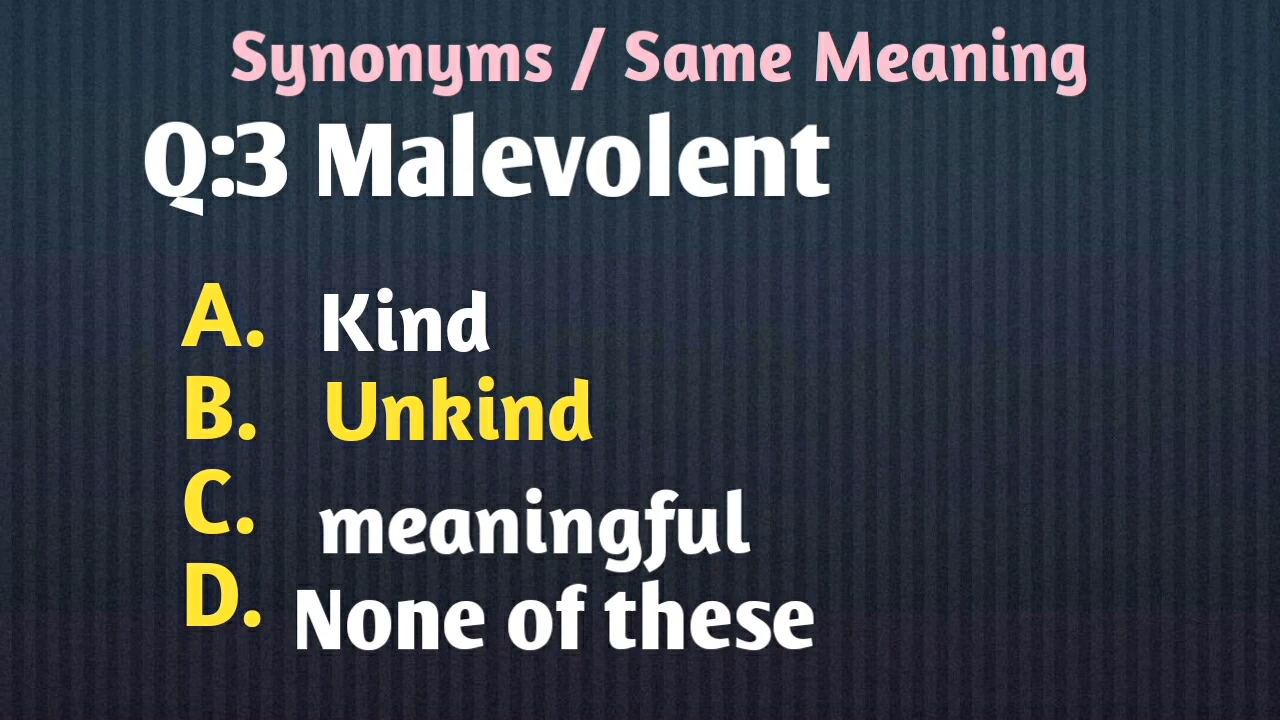 Synonyms / Same Meaning
Q:3 Malevolent
A. Kind
B. Unkind
C. meaningful
D. None of these